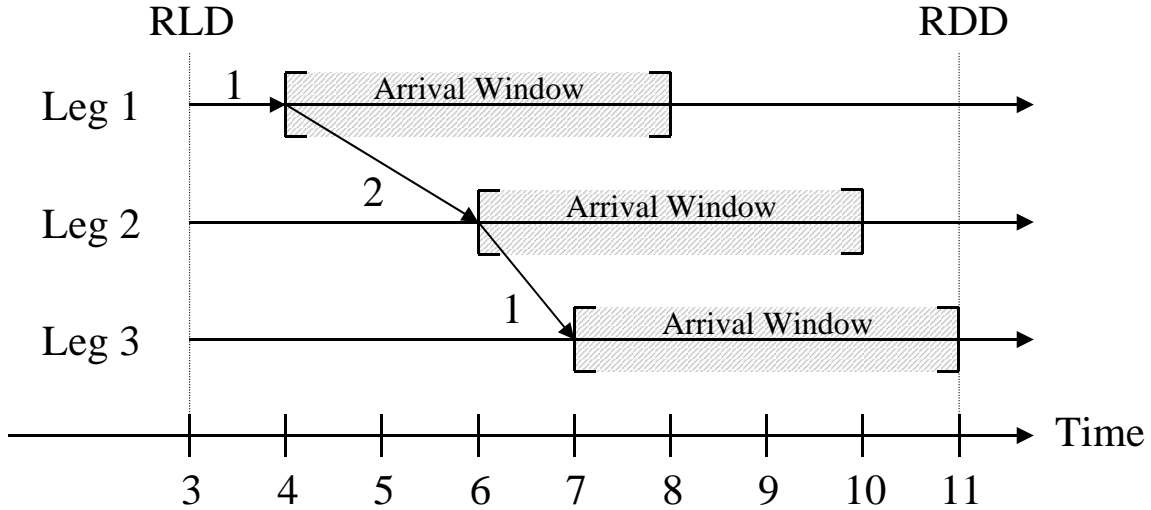 RLD RDD
1 Arrival Window
Leg 1
2 Arrival Window
Leg 2
1 Arrival Window
Leg 3
Time
3 4 5 6 7 8 9 10 11